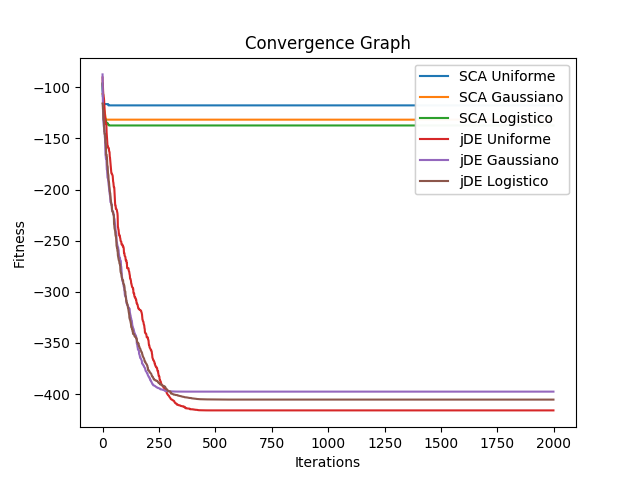 Convergence Graph
SCA Uniforme
SCA Gaussiano
SCA Logistico
jDE Uniforme
jDE Gaussiano
jDE Logistico
Fitness
−100
−150
−200
−250
−300
−350
−400
0 250 500 750 1000 1250 1500 1750 2000
Iterations